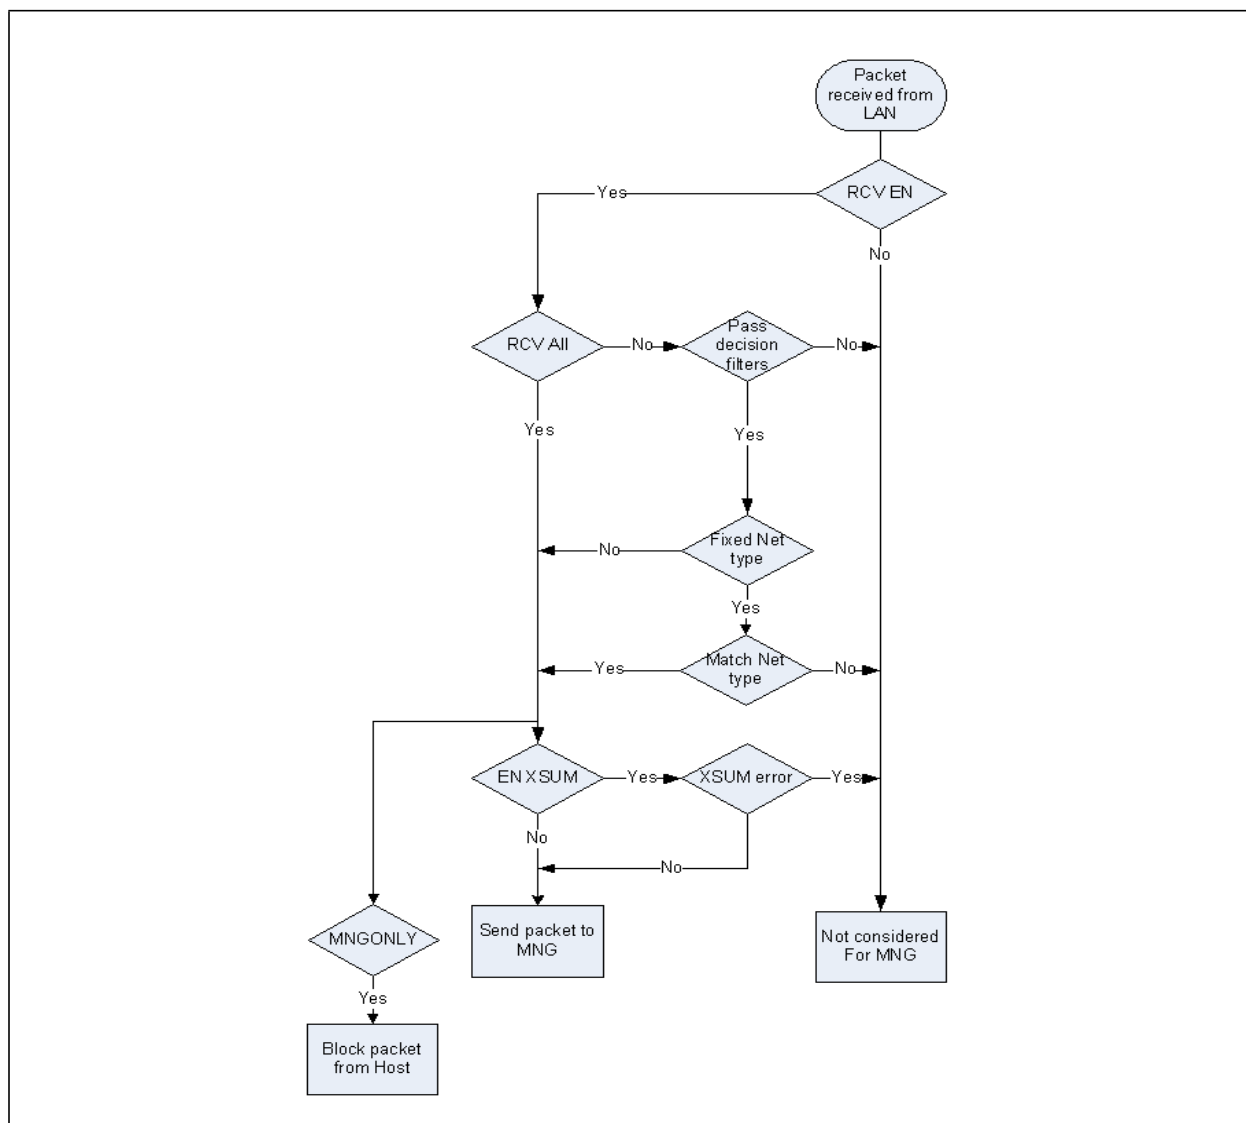 Packet
received from
LAN
RCV EN
Yes
No
RCV All
No
Pass
decision
filters
No
Yes
Yes
Fixed Net
type
No
Yes
Match Net
type
Yes
No
EN XSUM
Yes
XSUM error
Yes
No
No
MNGONLY
Send packet to
MNG
Not considered
For MNG
Yes
Block packet
from Host